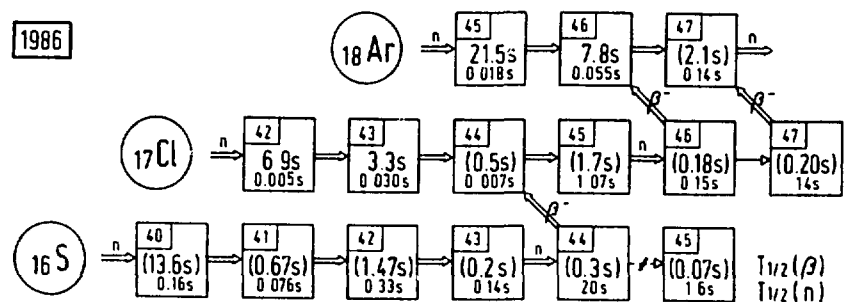 1986
18Ar n 45 21.5s 0.018s 46 7.8s 0.055s 47 (2.1s) 0.14s n
β⁻ β⁻
17Cl n 42 6.9s 0.005s 43 3.3s 0.030s 44 (0.5s) 0.007s 45 (1.7s) 1.07s n 46 (0.18s) 0.15s 47 (0.20s) 14s
β⁻
16S n 40 (13.6s) 0.16s 41 (0.67s) 0.076s 42 (1.47s) 0.33s 43 (0.2s) 0.14s n 44 (0.3s) 20s 45 (0.07s) 1.6s
T1/2(β)
T1/2(n)